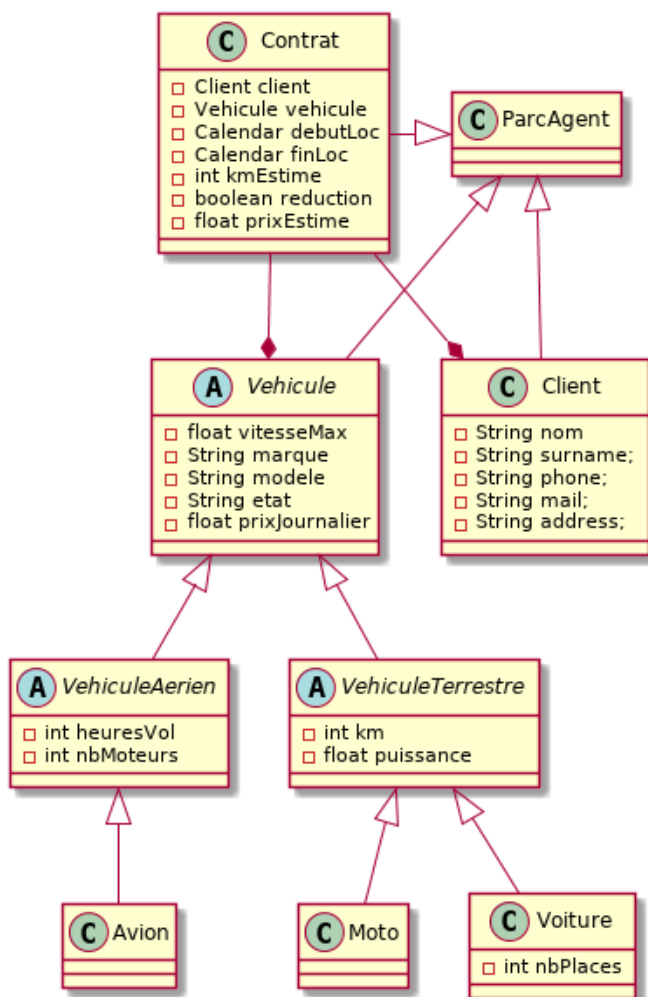 C Contrat
Client client
Vehicule vehicule
Calendar debutLoc
Calendar finLoc
int kmEstime
boolean reduction
float prixEstime
C ParcAgent
A Vehicule
float vitesseMax
String marque
String modele
String etat
float prixJournalier
C Client
String nom
String surname;
String phone;
String mail;
String address;
A VehiculeAerien
int heuresVol
int nbMoteurs
A VehiculeTerrestre
int km
float puissance
C Avion
C Moto
C Voiture
int nbPlaces